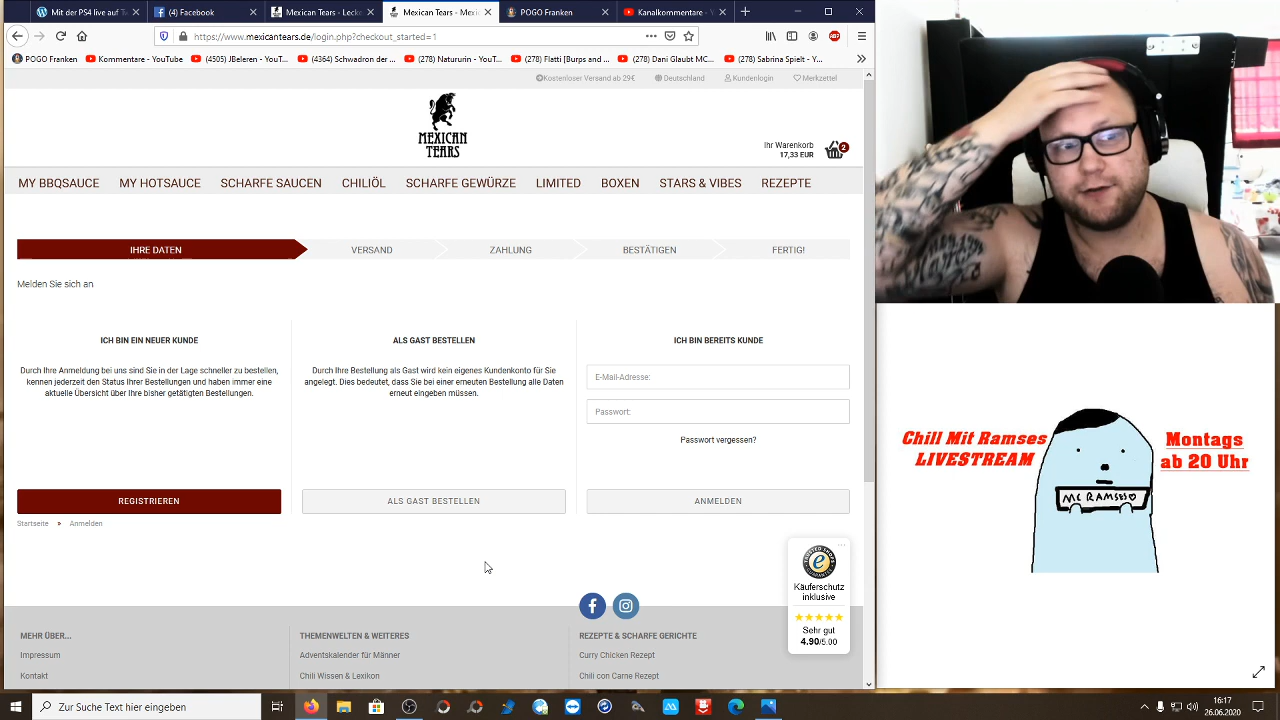 Mit der PS4 live auf T
(4) Facebook
Mexican Tears - Lecke
Mexican Tears - Mexic
POGO Franken
Kanalkommentare - Y
https://www.mexicantears.de/login.php?checkout_started=1
POGO Franken
Kommentare - YouTube
(4505) JBeleren - YouT...
(4364) Schwadron der ...
(278) Natururin - YouT...
(278) Flatti [Burps and ...
(278) Dani Glaubt MC...
(278) Sabrina Spielt - Y...
Kostenloser Versand ab 29€
Deutschland
Kundenlogin
Merkzettel
MEXICAN
TEARS
Ihr Warenkorb
17,33 EUR
2
MY BBQSAUCE
MY HOTSAUCE
SCHARFE SAUCEN
CHILIÖL
SCHARFE GEWÜRZE
LIMITED
BOXEN
STARS & VIBES
REZEPTE
IHRE DATEN
VERSAND
ZAHLUNG
BESTÄTIGEN
FERTIG!
Melden Sie sich an
ICH BIN EIN NEUER KUNDE
Durch Ihre Anmeldung bei uns sind Sie in der Lage schneller zu bestellen,
kennen jederzeit den Status Ihrer Bestellungen und haben immer eine
aktuelle Übersicht über Ihre bisher getätigten Bestellungen.
REGISTRIEREN
ALS GAST BESTELLEN
Durch Ihre Bestellung als Gast wird kein eigenes Kundenkonto für Sie
angelegt. Dies bedeutet, dass Sie bei einer erneuten Bestellung alle Daten
erneut eingeben müssen.
ALS GAST BESTELLEN
ICH BIN BEREITS KUNDE
E-Mail-Adresse:
Passwort:
Passwort vergessen?
ANMELDEN
Startseite » Anmelden
TRUSTED SHOPS
GUARANTEE
Käuferschutz
inklusive
Sehr gut
4.90/5.00
MEHR ÜBER...
Impressum
Kontakt
THEMENWELTEN & WEITERES
Adventskalender für Männer
Chili Wissen & Lexikon
REZEPTE & SCHARFE GERICHTE
Curry Chicken Rezept
Chili con Carne Rezept
Chill Mit Ramses
LIVESTREAM
Montags
ab 20 Uhr
MC RAMSES
Zur Suche Text hier eingeben
16:17
26.06.2020